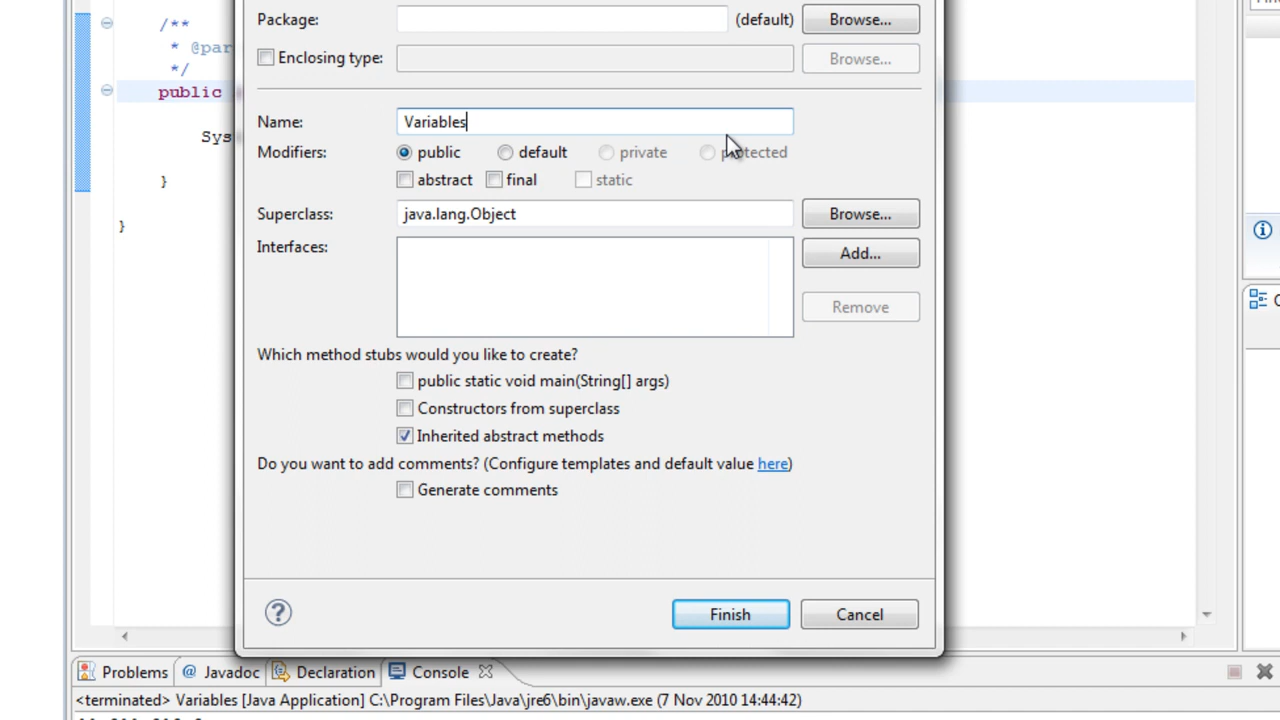 /**
* @par
*/
public
Sys
}
}
Package: (default) Browse...
Enclosing type: Browse...
Name: Variables
Modifiers: public default private protected
abstract final static
Superclass: java.lang.Object Browse...
Interfaces: Add...
Remove
Which method stubs would you like to create?
public static void main(String[] args)
Constructors from superclass
Inherited abstract methods
Do you want to add comments? (Configure templates and default value here)
Generate comments
? Finish Cancel
Problems @ Javadoc Declaration Console
<terminated> Variables [Java Application] C:\Program Files\Java\jre6\bin\javaw.exe (7 Nov 2010 14:44:42)